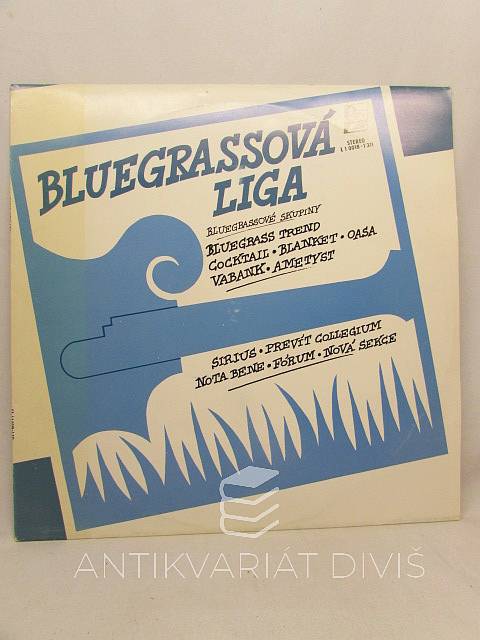 BLUEGRASSOVÁ
LIGA
STEREO
BLUEGRASSOVÉ SKUPINY
BLUEGRASS TREND
COCKTAIL • BLANKET • OASA
VABANK • AMETYST
SIRIUS • PREVÍT COLLEGIUM
NOTA BENE • FÓRUM • NOVÁ SEKCE
ANTIKVARIÁT DIVIŠ